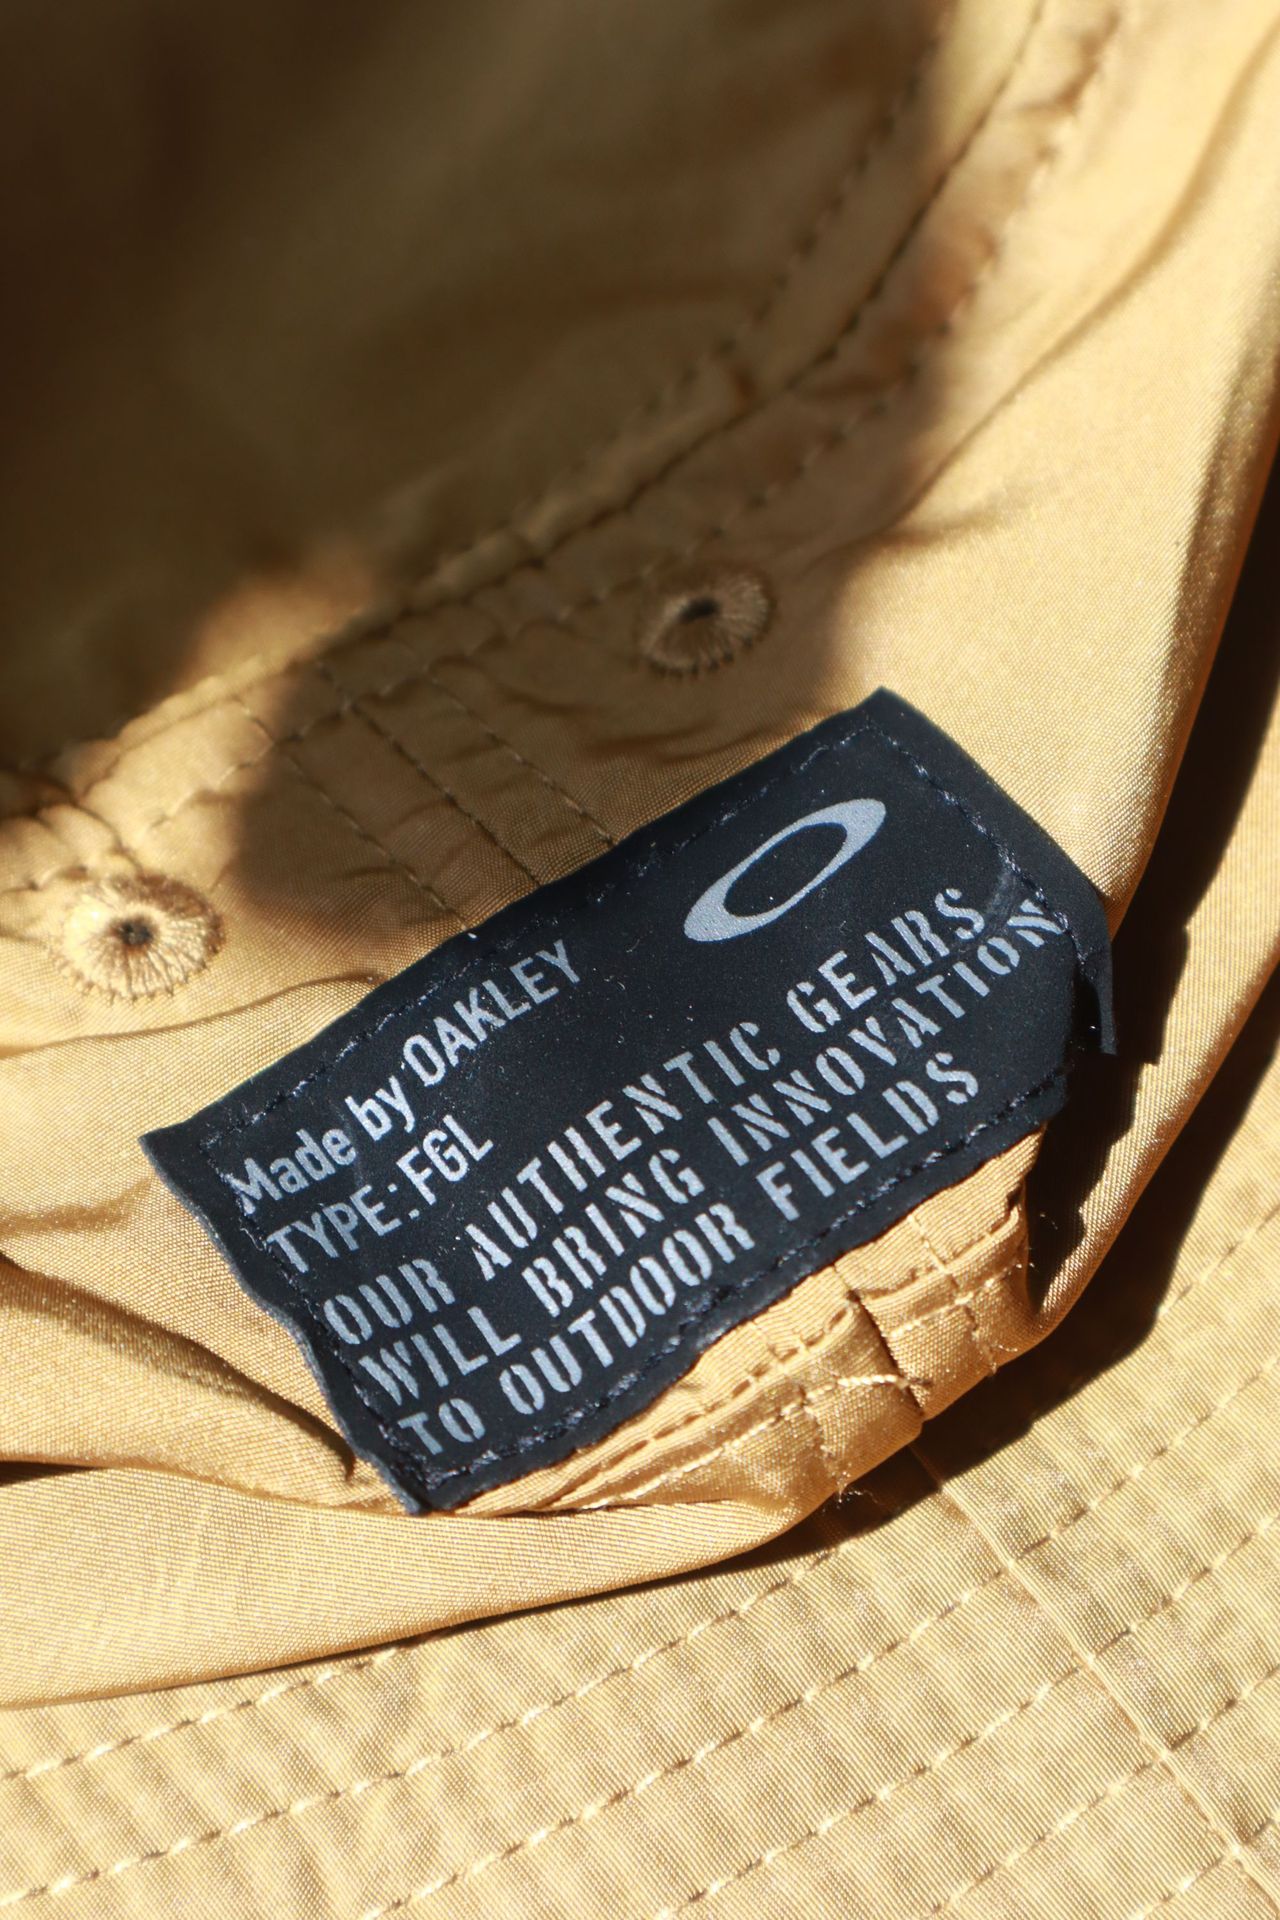 Made by OAKLEY
TYPE: FGL
OUR AUTHENTIC GEARS
WILL BRING INNOVATION
TO OUTDOOR FIELDS